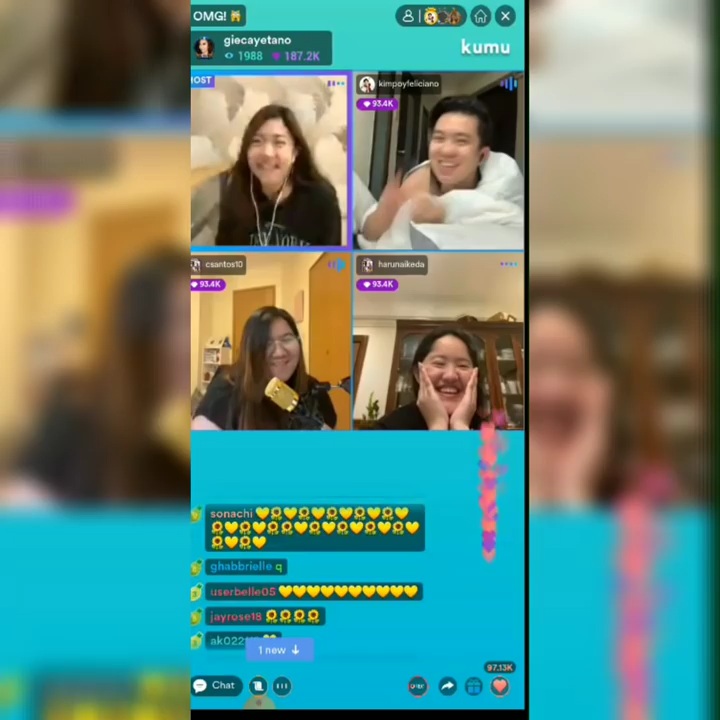 OMG!
giecayetano
1988 187.2K
kumu
HOST
kimpoyfeliciano
93.4K
csantos10
93.4K
harunaikeda
93.4K
sonachi
ghabbrielle q
userbelle05
jayrose18
1 new
97.13K
Chat